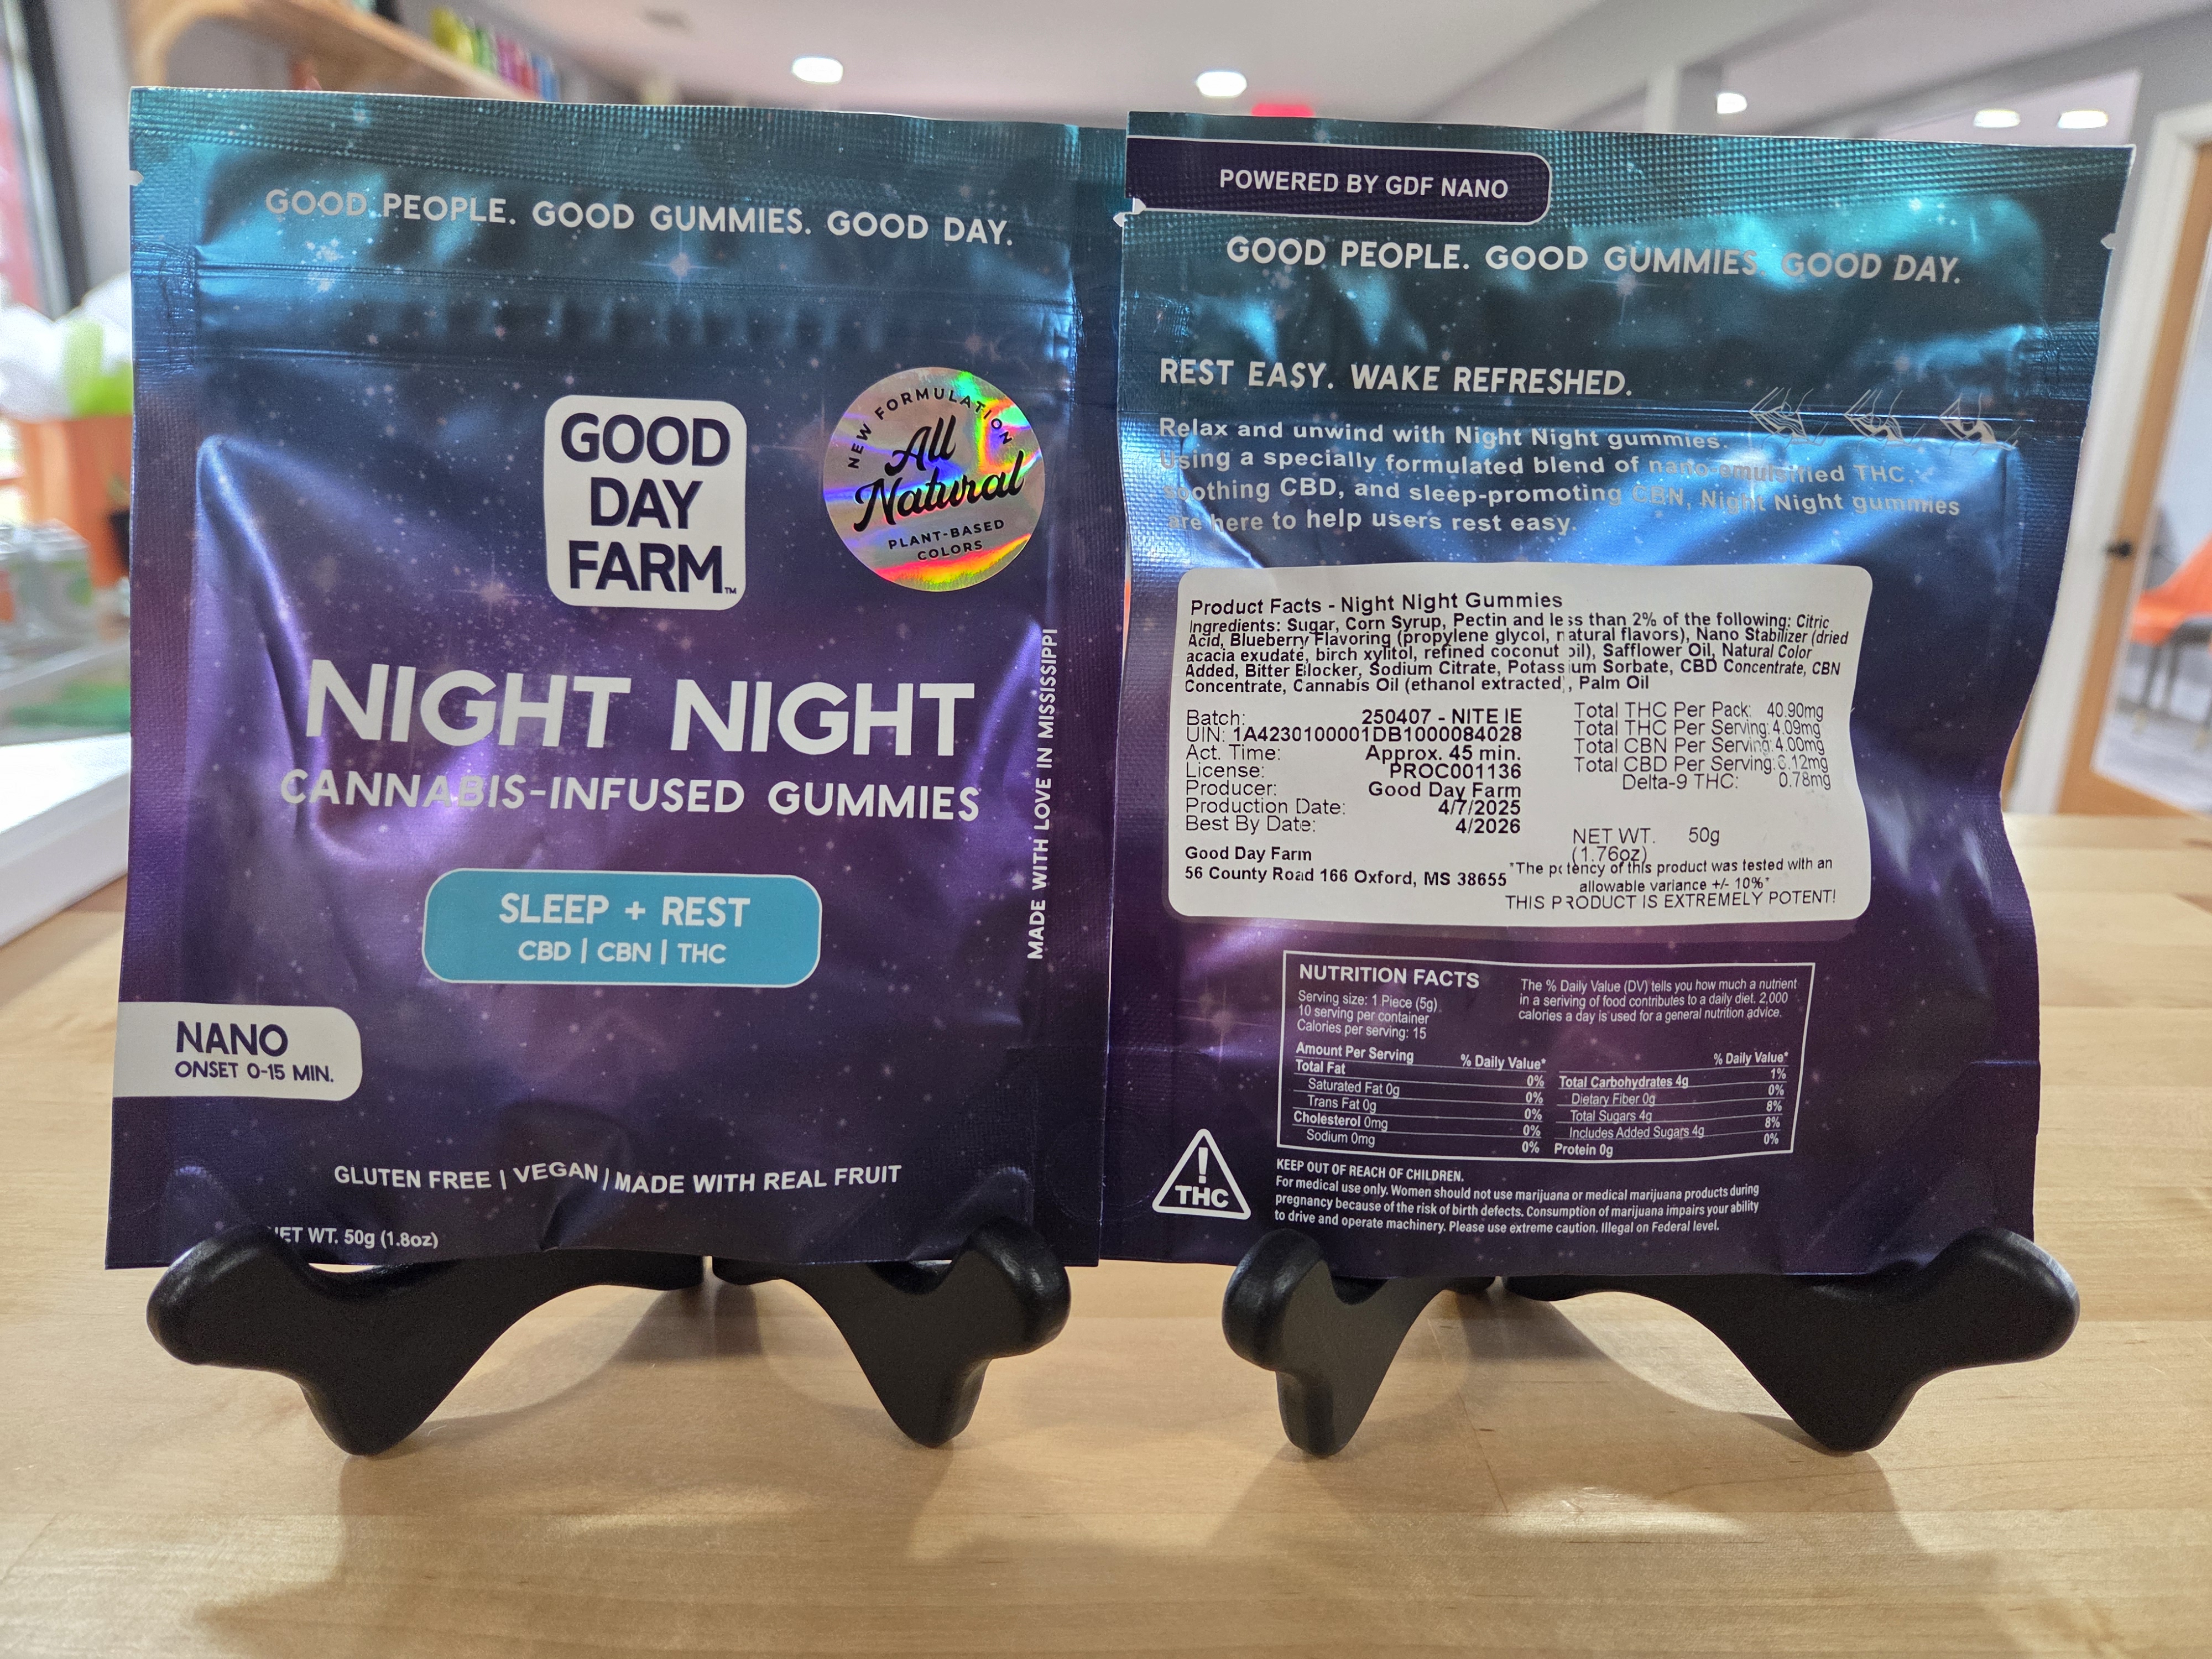 GOOD PEOPLE. GOOD GUMMIES. GOOD DAY.
GOOD
DAY
FARM™
NEW FORMULATION
All
Natural
PLANT-BASED
COLORS
NIGHT NIGHT
CANNABIS-INFUSED GUMMIES
MADE WITH LOVE IN MISSISSIPPI
SLEEP + REST
CBD | CBN | THC
NANO
ONSET 0-15 MIN.
GLUTEN FREE | VEGAN | MADE WITH REAL FRUIT
NET WT. 50g (1.8oz)
POWERED BY GDF NANO
GOOD PEOPLE. GOOD GUMMIES. GOOD DAY.
REST EASY. WAKE REFRESHED.
Relax and unwind with Night Night gummies.
Using a specially formulated blend of nano-emulsified THC,
soothing CBD, and sleep-promoting CBN, Night Night gummies
are here to help users rest easy.
Product Facts - Night Night Gummies
Ingredients: Sugar, Corn Syrup, Pectin and less than 2% of the following: Citric
Acid, Blueberry Flavoring (propylene glycol, natural flavors), Nano Stabilizer (dried
acacia exudate, birch xylitol, refined coconut oil), Safflower Oil, Natural Color
Added, Bitter Blocker, Sodium Citrate, Potassium Sorbate, CBD Concentrate, CBN
Concentrate, Cannabis Oil (ethanol extracted), Palm Oil
Batch: 250407 - NITE IE
UIN: 1A4230100001DB1000084028
Act. Time: Approx. 45 min.
License: PROC001136
Producer: Good Day Farm
Production Date: 4/7/2025
Best By Date: 4/2026
Good Day Farm
56 County Road 166 Oxford, MS 38655
Total THC Per Pack: 40.90mg
Total THC Per Serving: 4.09mg
Total CBN Per Serving: 4.00mg
Total CBD Per Serving: .12mg
Delta-9 THC: 0.78mg
NET WT. 50g
(1.76oz)
*The potency of this product was tested with an
allowable variance +/- 10%*
THIS PRODUCT IS EXTREMELY POTENT!
NUTRITION FACTS
Serving size: 1 Piece (5g)
10 serving per container
Calories per serving: 15
The % Daily Value (DV) tells you how much a nutrient
in a seriving of food contributes to a daily diet. 2,000
calories a day is used for a general nutrition advice.
Amount Per Serving % Daily Value*
Total Fat 0%
Saturated Fat 0g 0%
Trans Fat 0g 0%
Cholesterol 0mg 0%
Sodium 0mg 0%
% Daily Value*
Total Carbohydrates 4g 1%
Dietary Fiber 0g 0%
Total Sugars 4g 8%
Includes Added Sugars 4g 8%
Protein 0g 0%
!
THC
KEEP OUT OF REACH OF CHILDREN.
For medical use only. Women should not use marijuana or medical marijuana products during
pregnancy because of the risk of birth defects. Consumption of marijuana impairs your ability
to drive and operate machinery. Please use extreme caution. Illegal on Federal level.